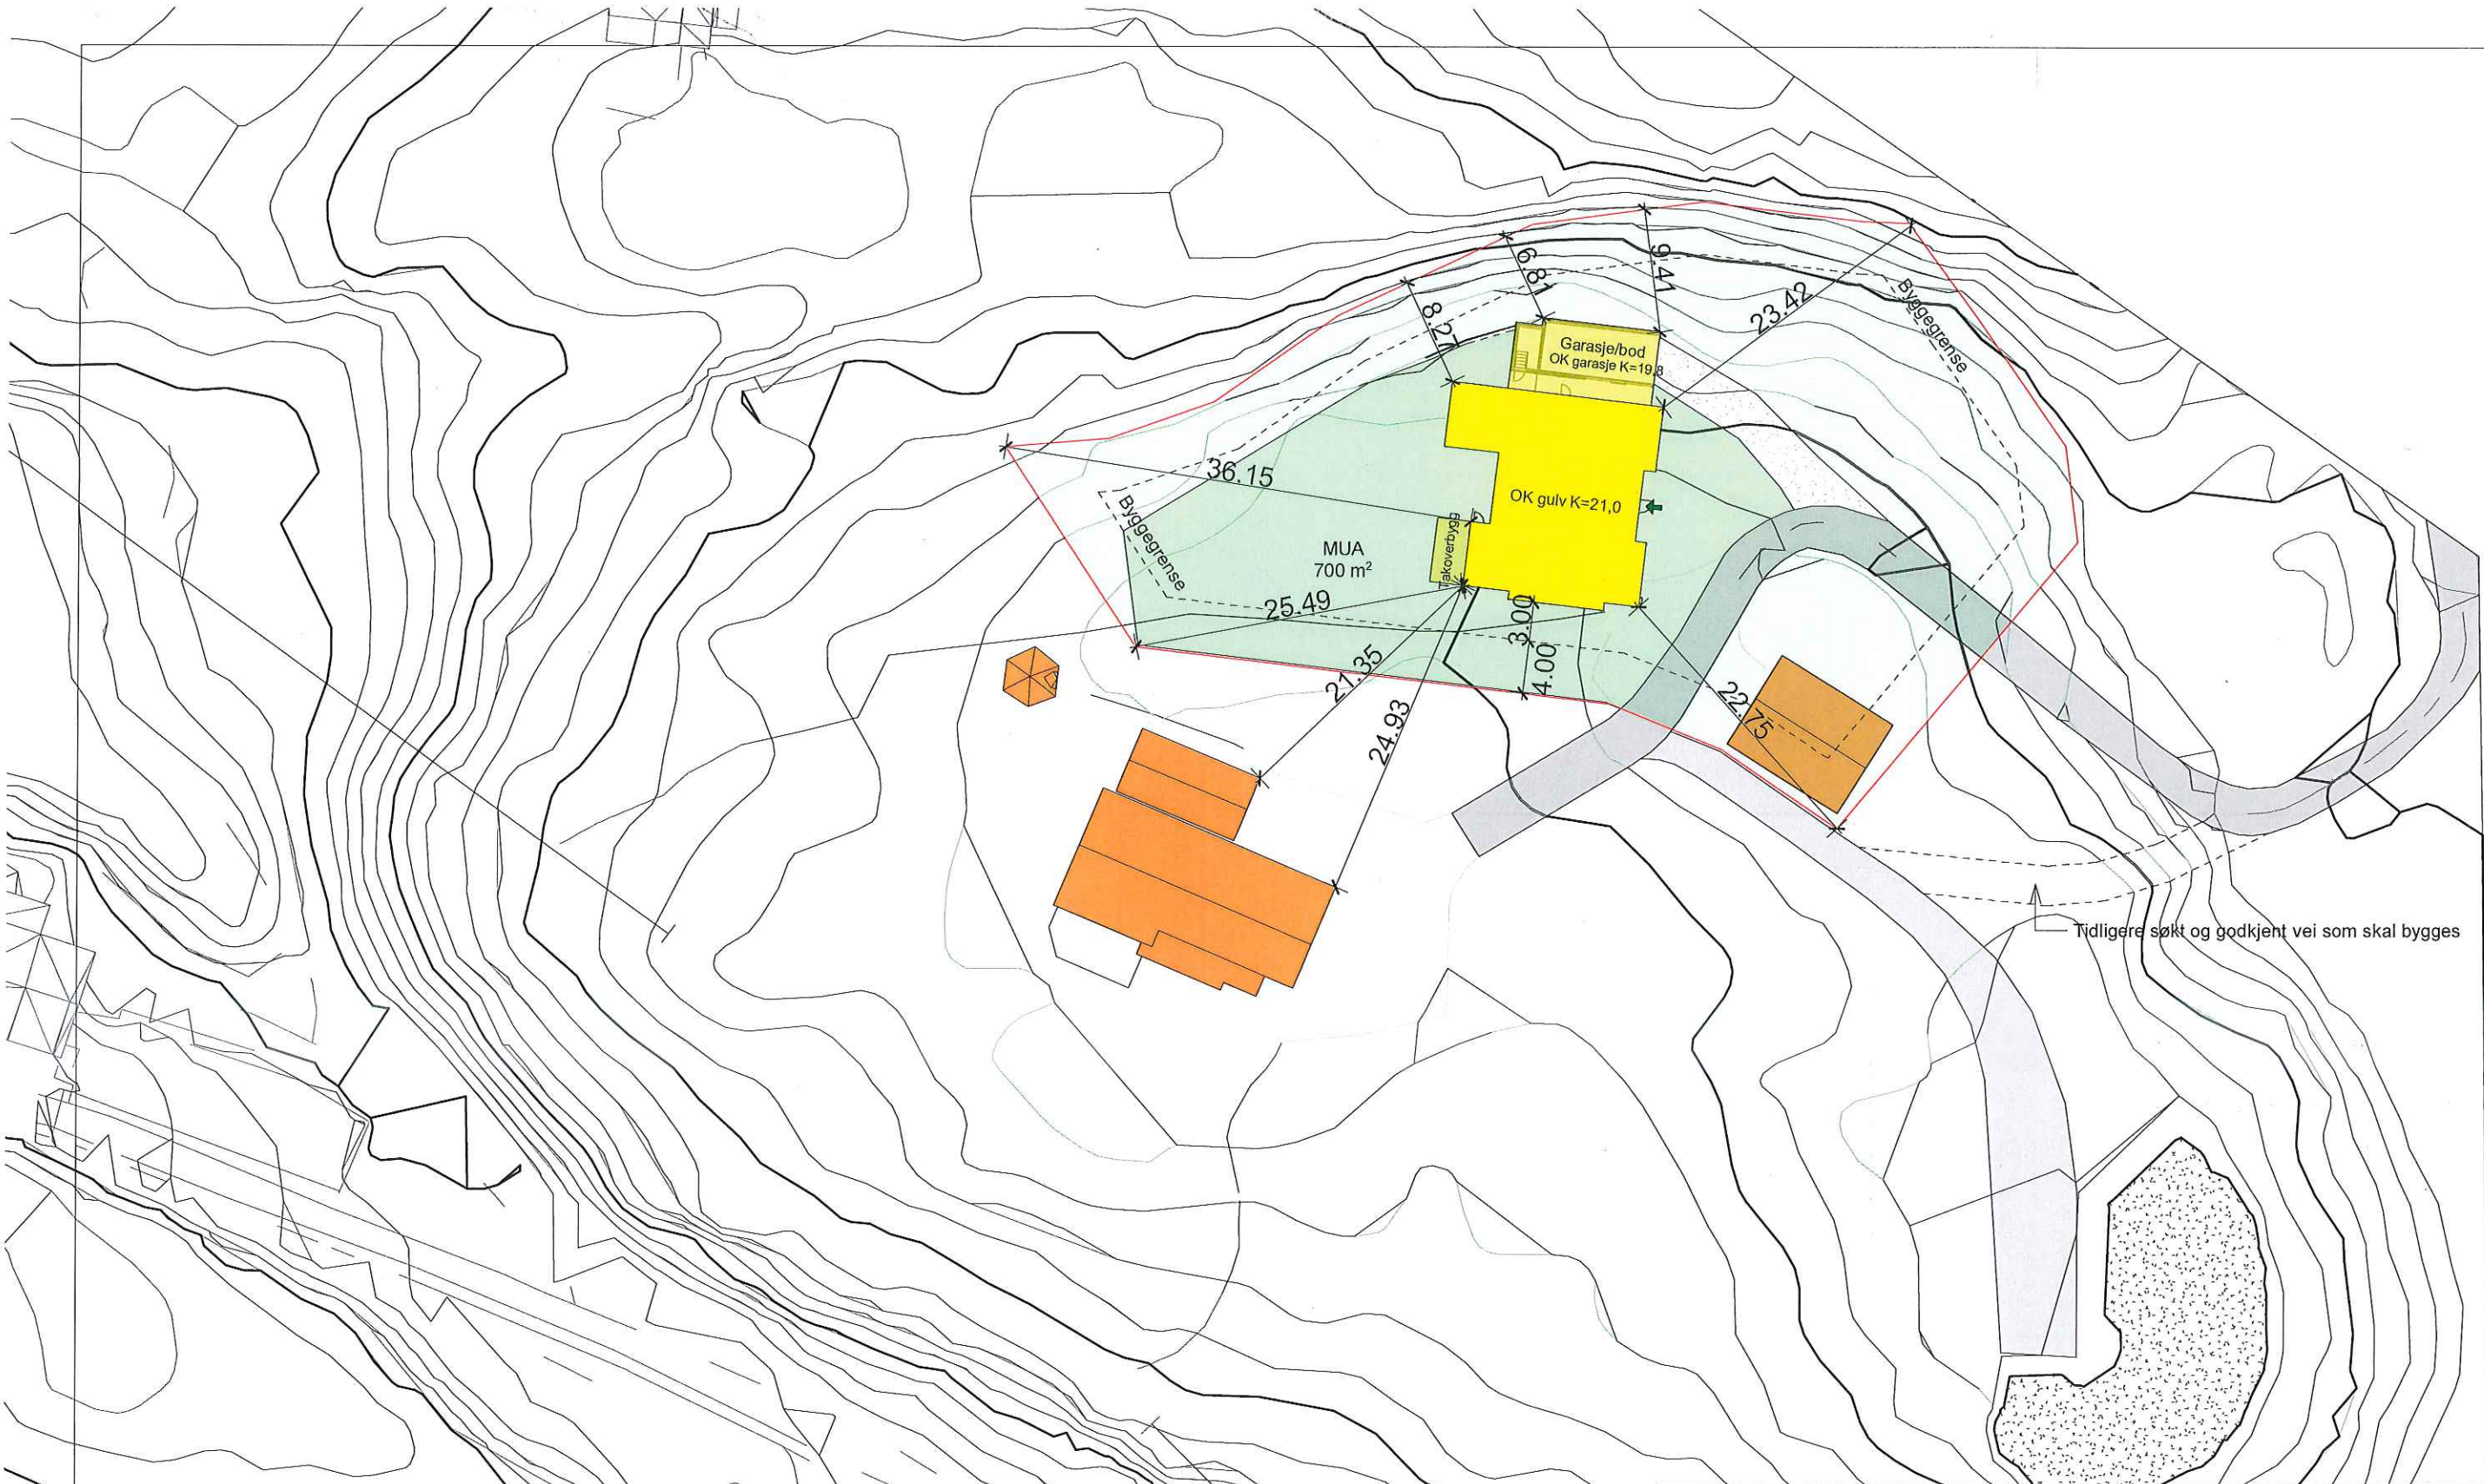 6.81
9.41
8.27
23.42
Byggegrense
Garasje/bod
OK garasje K=19,8
36.15
OK gulv K=21,0
Byggegrense
Takoverbygg
MUA
700 m²
25.49
3.00
4.00
21.35
24.93
22.75
Tidligere søkt og godkjent vei som skal bygges